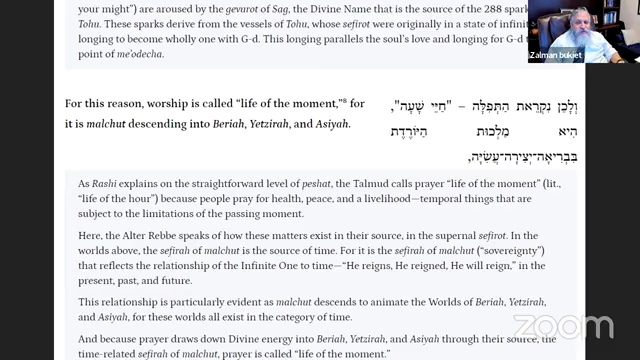 your might”) are aroused by the gevurot of Sag, the Divine Name that is the source of the 288 spark
Tohu. These sparks derive from the vessels of Tohu, whose sefirot were originally in a state of infinit
longing to become wholly one with G-d. This longing parallels the soul’s love and longing for G-d
point of me’odecha.
Zalman bukiet
For this reason, worship is called “life of the moment,”⁸ for
it is malchut descending into Beriah, Yetzirah, and Asiyah.
וְלָכֵן נִקְרֵאת הַתְּפִלָּה – "חַיֵּי שָׁעָה",
הִיא מַלְכוּת הַיּוֹרֶדֶת
בִּבְרִיאָה־יְצִירָה־עֲשִׂיָּה,
As Rashi explains on the straightforward level of peshat, the Talmud calls prayer “life of the moment” (lit.,
“life of the hour”) because people pray for health, peace, and a livelihood—temporal things that are
subject to the limitations of the passing moment.
Here, the Alter Rebbe speaks of how these matters exist in their source, in the supernal sefirot. In the
worlds above, the sefirah of malchut is the source of time. For it is the sefirah of malchut (“sovereignty”)
that reflects the relationship of the Infinite One to time—“He reigns, He reigned, He will reign,” in the
present, past, and future.
This relationship is particularly evident as malchut descends to animate the Worlds of Beriah, Yetzirah,
and Asiyah, for these worlds all exist in the category of time.
And because prayer draws down Divine energy into Beriah, Yetzirah, and Asiyah through their source, the
time-related sefirah of malchut, prayer is called “life of the moment.”
zoom